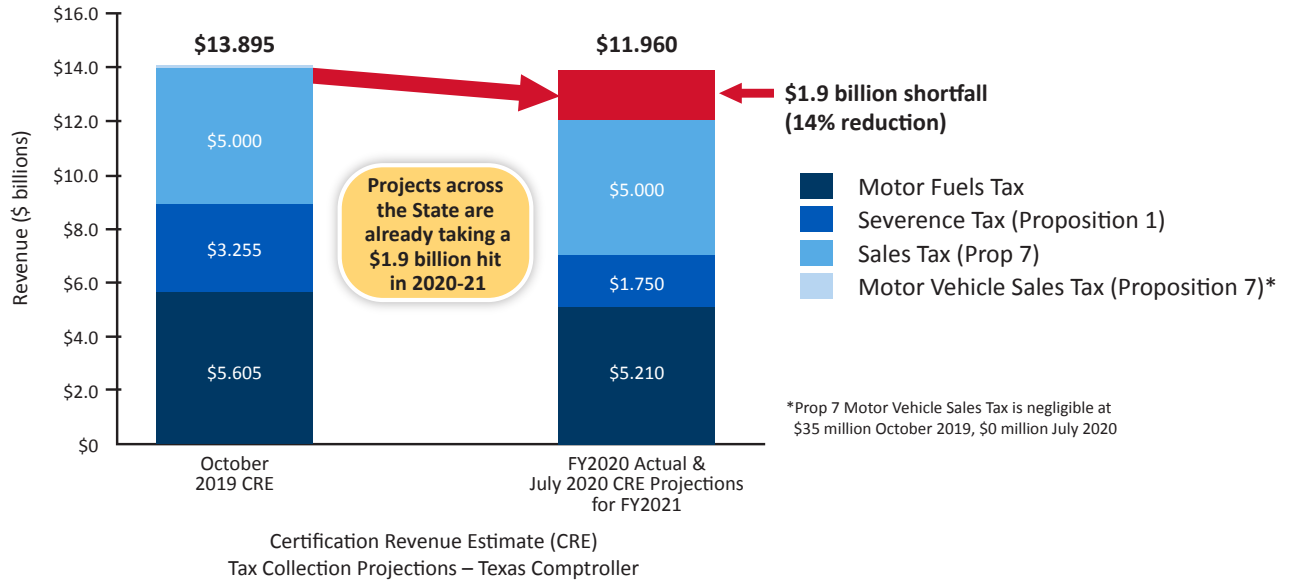 $16.0
$14.0
$12.0
$10.0
$8.0
$6.0
$4.0
$2.0
$0
Revenue ($ billions)
$13.895
$5.000
$3.255
$5.605
$11.960
$5.000
$1.750
$5.210
Projects across
the State are
already taking a
$1.9 billion hit
in 2020-21
$1.9 billion shortfall
(14% reduction)
Motor Fuels Tax
Severence Tax (Proposition 1)
Sales Tax (Prop 7)
Motor Vehicle Sales Tax (Proposition 7)*
*Prop 7 Motor Vehicle Sales Tax is negligible at
$35 million October 2019, $0 million July 2020
October
2019 CRE
FY2020 Actual &
July 2020 CRE Projections
for FY2021
Certification Revenue Estimate (CRE)
Tax Collection Projections – Texas Comptroller